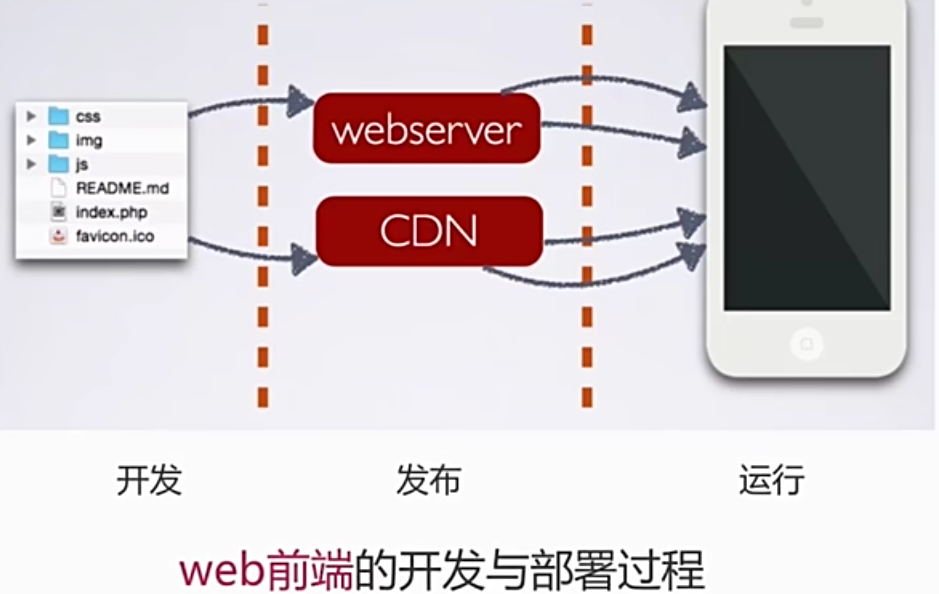 css
img
js
README.md
index.php
favicon.ico
webserver
CDN
开发
发布
运行
web前端的开发与部署过程